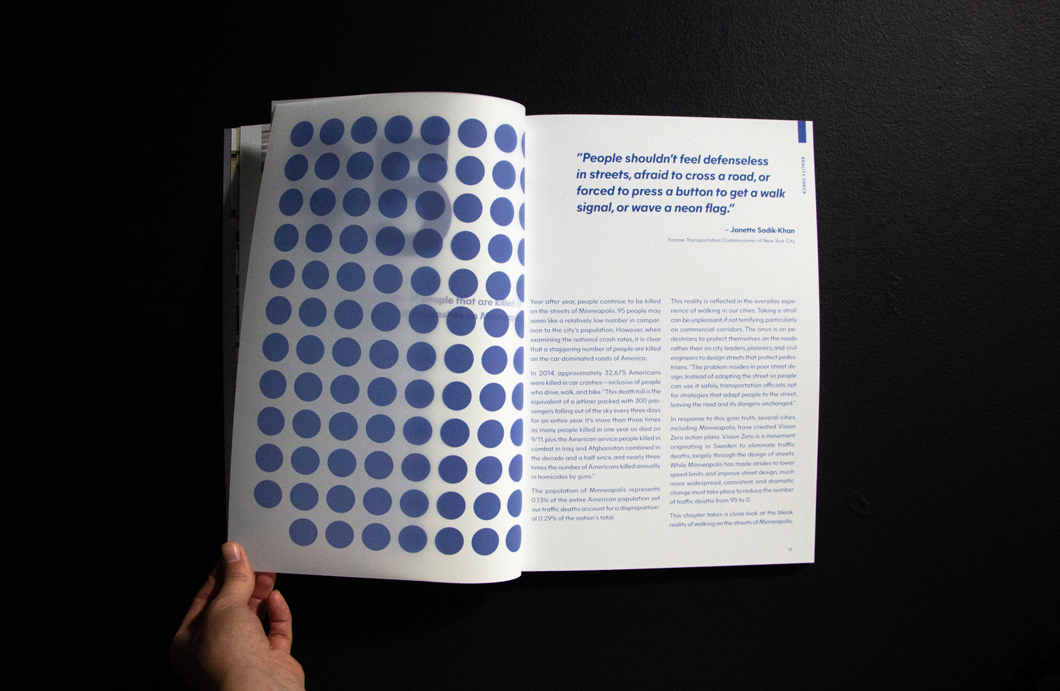 people that are killed
"People shouldn't feel defenseless
in streets, afraid to cross a road, or
forced to press a button to get a walk
signal, or wave a neon flag."
– Janette Sadik-Khan
Former Transportation Commissioner of New York City
REALITY CHECK
Year after year, people continue to be killed
on the streets of Minneapolis. 95 people may
seem like a relatively low number in compar-
ison to the city's population. However, when
examining the national crash rates, it is clear
that a staggering number of people are killed
on the car-dominated roads of America.
In 2014, approximately 32,675 Americans
were killed in car crashes—inclusive of people
who drive, walk, and bike. "This death toll is the
equivalent of a jetliner packed with 300 pas-
sengers falling out of the sky every three days
for an entire year. It's more than three times
as many people killed in one year as died on
9/11, plus the American service people killed in
combat in Iraq and Afghanistan combined in
the decade and a half since, and nearly three
times the number of Americans killed annually
in homicides by guns."
The population of Minneapolis represents
0.13% of the entire American population yet
our traffic deaths account for a disproportion-
al 0.29% of the nation's total.
This reality is reflected in the everyday expe-
rience of walking in our cities. Taking a stroll
can be unpleasant, if not terrifying, particularly
on commercial corridors. The onus is on pe-
destrians to protect themselves on the roads
rather than on city leaders, planners, and civil
engineers to design streets that protect pedes-
trians. "The problem resides in poor street de-
sign. Instead of adapting the street so people
can use it safely, transportation officials opt
for strategies that adapt people to the street,
leaving the road and its dangers unchanged."
In response to this grim truth, several cities,
including Minneapolis, have created Vision
Zero action plans. Vision Zero is a movement
originating in Sweden to eliminate traffic
deaths, largely through the design of streets.
While Minneapolis has made strides to lower
speed limits and improve street design, much
more widespread, consistent, and dramatic
change must take place to reduce the number
of traffic deaths from 95 to 0.
This chapter takes a close look at the bleak
reality of walking on the streets of Minneapolis.